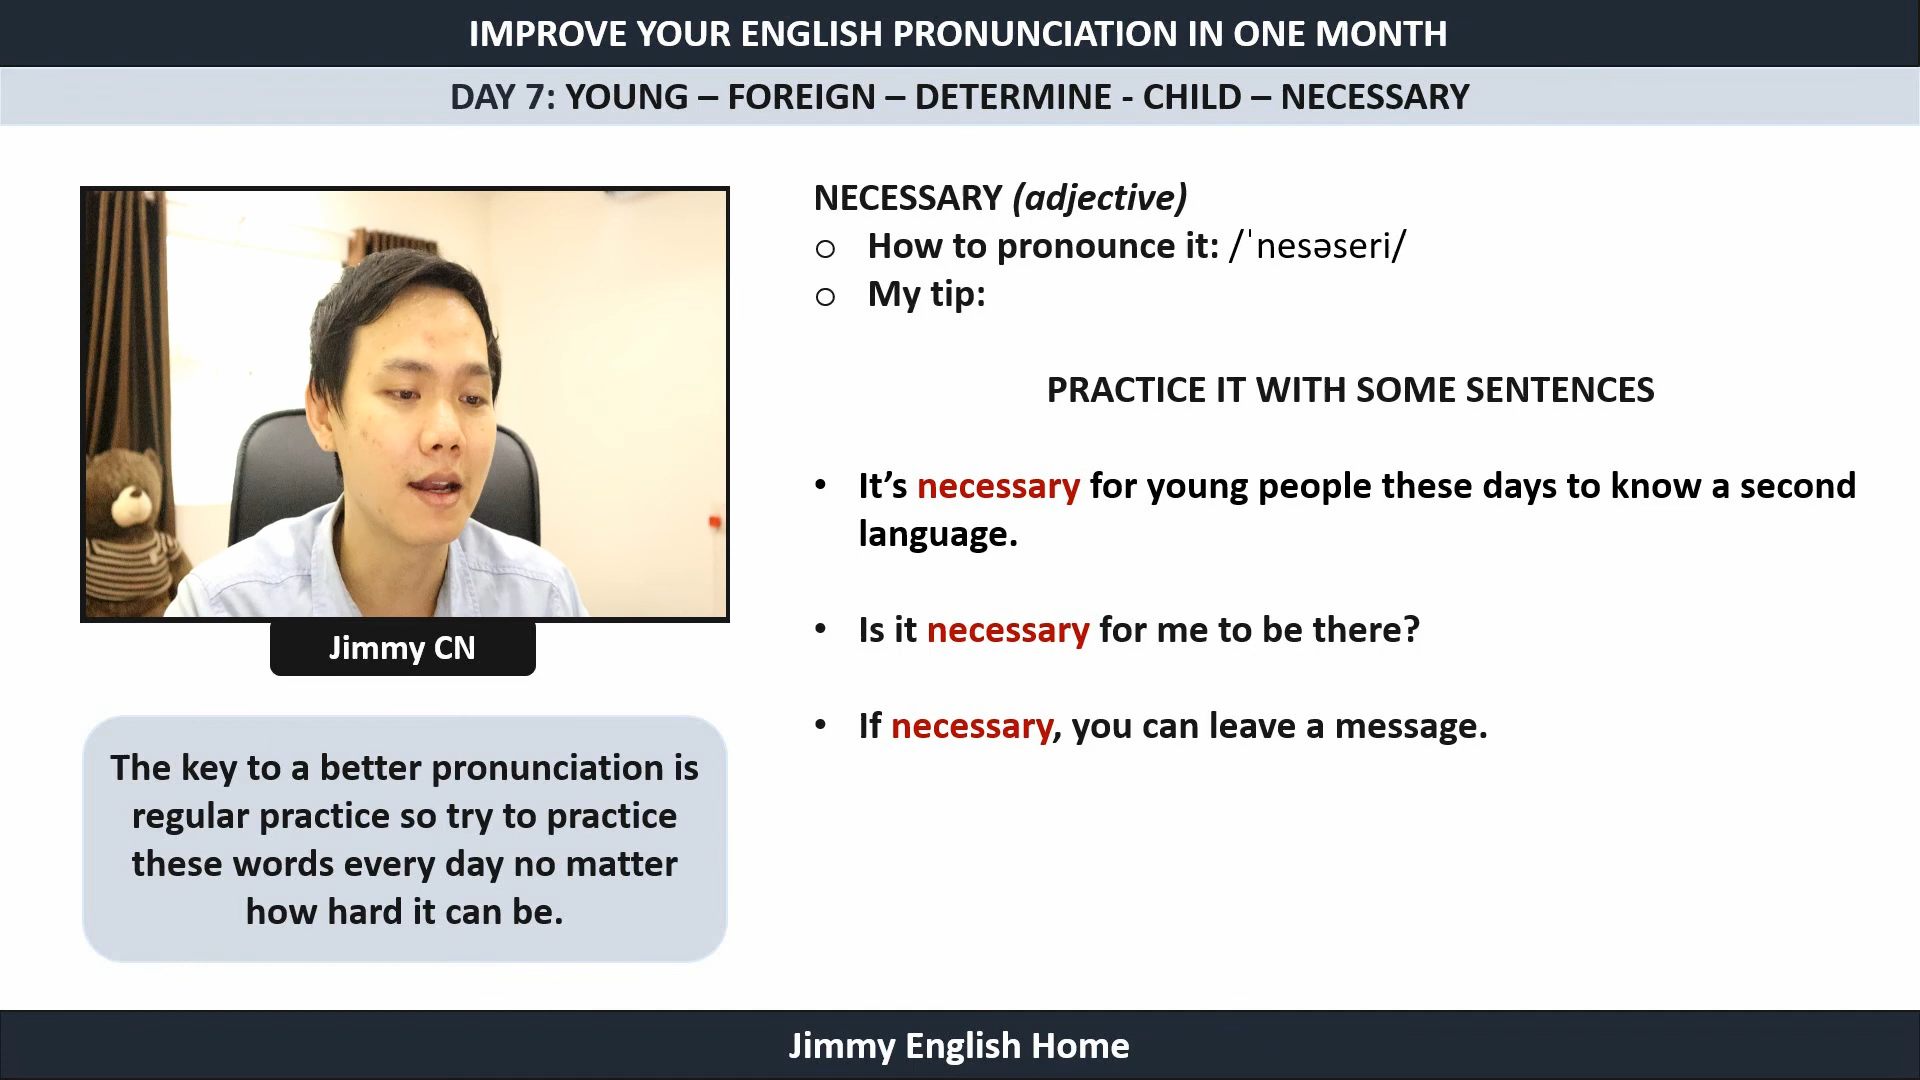 IMPROVE YOUR ENGLISH PRONUNCIATION IN ONE MONTH
DAY 7: YOUNG – FOREIGN – DETERMINE - CHILD – NECESSARY
NECESSARY (adjective)
o How to pronounce it: /ˈnesəseri/
o My tip:
PRACTICE IT WITH SOME SENTENCES
• It’s necessary for young people these days to know a second
language.
• Is it necessary for me to be there?
• If necessary, you can leave a message.
Jimmy CN
The key to a better pronunciation is
regular practice so try to practice
these words every day no matter
how hard it can be.
Jimmy English Home